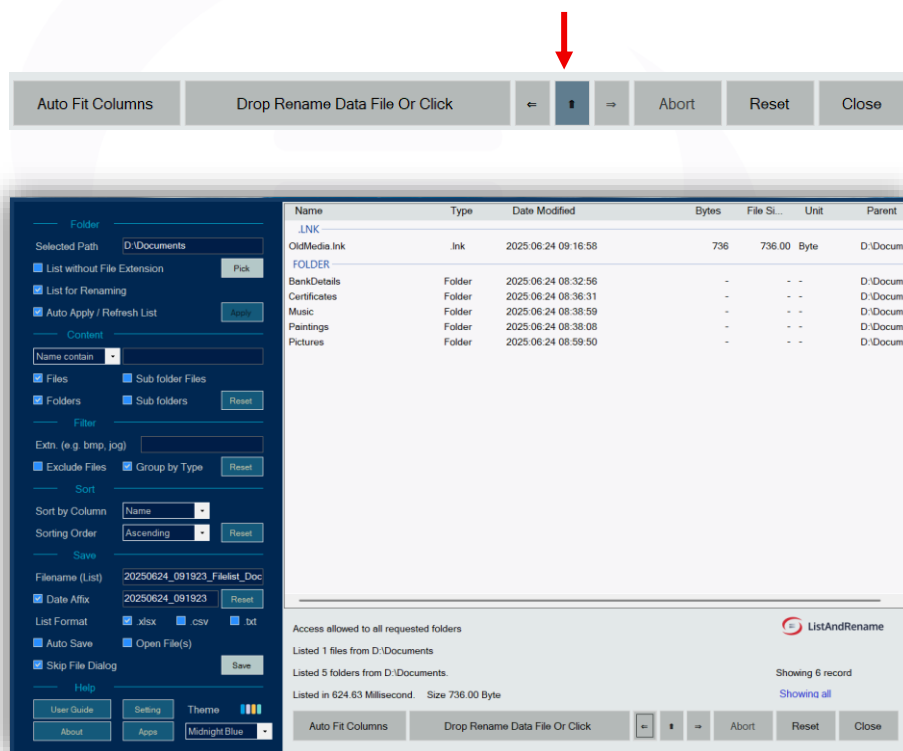 Auto Fit Columns Drop Rename Data File Or Click ⇐ ⬆ ⇒ Abort Reset Close
Name Type Date Modified Bytes File Si... Unit Parent
Folder
.LNK
Selected Path D:\Documents
OldMedia.lnk .lnk 2025:06:24 09:16:58 736 736.00 Byte D:\Docum
List without File Extension Pick
FOLDER
BankDetails Folder 2025:06:24 08:32:56 - - - D:\Docum
List for Renaming
Certificates Folder 2025:06:24 08:36:31 - - - D:\Docum
Auto Apply / Refresh List Apply
Music Folder 2025:06:24 08:38:59 - - - D:\Docum
Paintings Folder 2025:06:24 08:38:08 - - - D:\Docum
Content
Pictures Folder 2025:06:24 08:59:50 - - - D:\Docum
Name contain
Files Sub folder Files
Folders Sub folders Reset
Filter
Extn. (e.g. bmp, jog)
Exclude Files Group by Type Reset
Sort
Sort by Column Name
Sorting Order Ascending Reset
Save
Filename (List) 20250624_091923_Filelist_Doc
Date Affix 20250624_091923 Reset
List Format .xlsx .csv .txt
Auto Save Open File(s)
Skip File Dialog Save
Help
User Guide Setting Theme
About Apps Midnight Blue
Access allowed to all requested folders
ListAndRename
Listed 1 files from D:\Documents
Listed 5 folders from D:\Documents.
Showing 6 record
Listed in 624.63 Millisecond. Size 736.00 Byte
Showing all
Auto Fit Columns Drop Rename Data File Or Click ⇐ ⬆ ⇒ Abort Reset Close